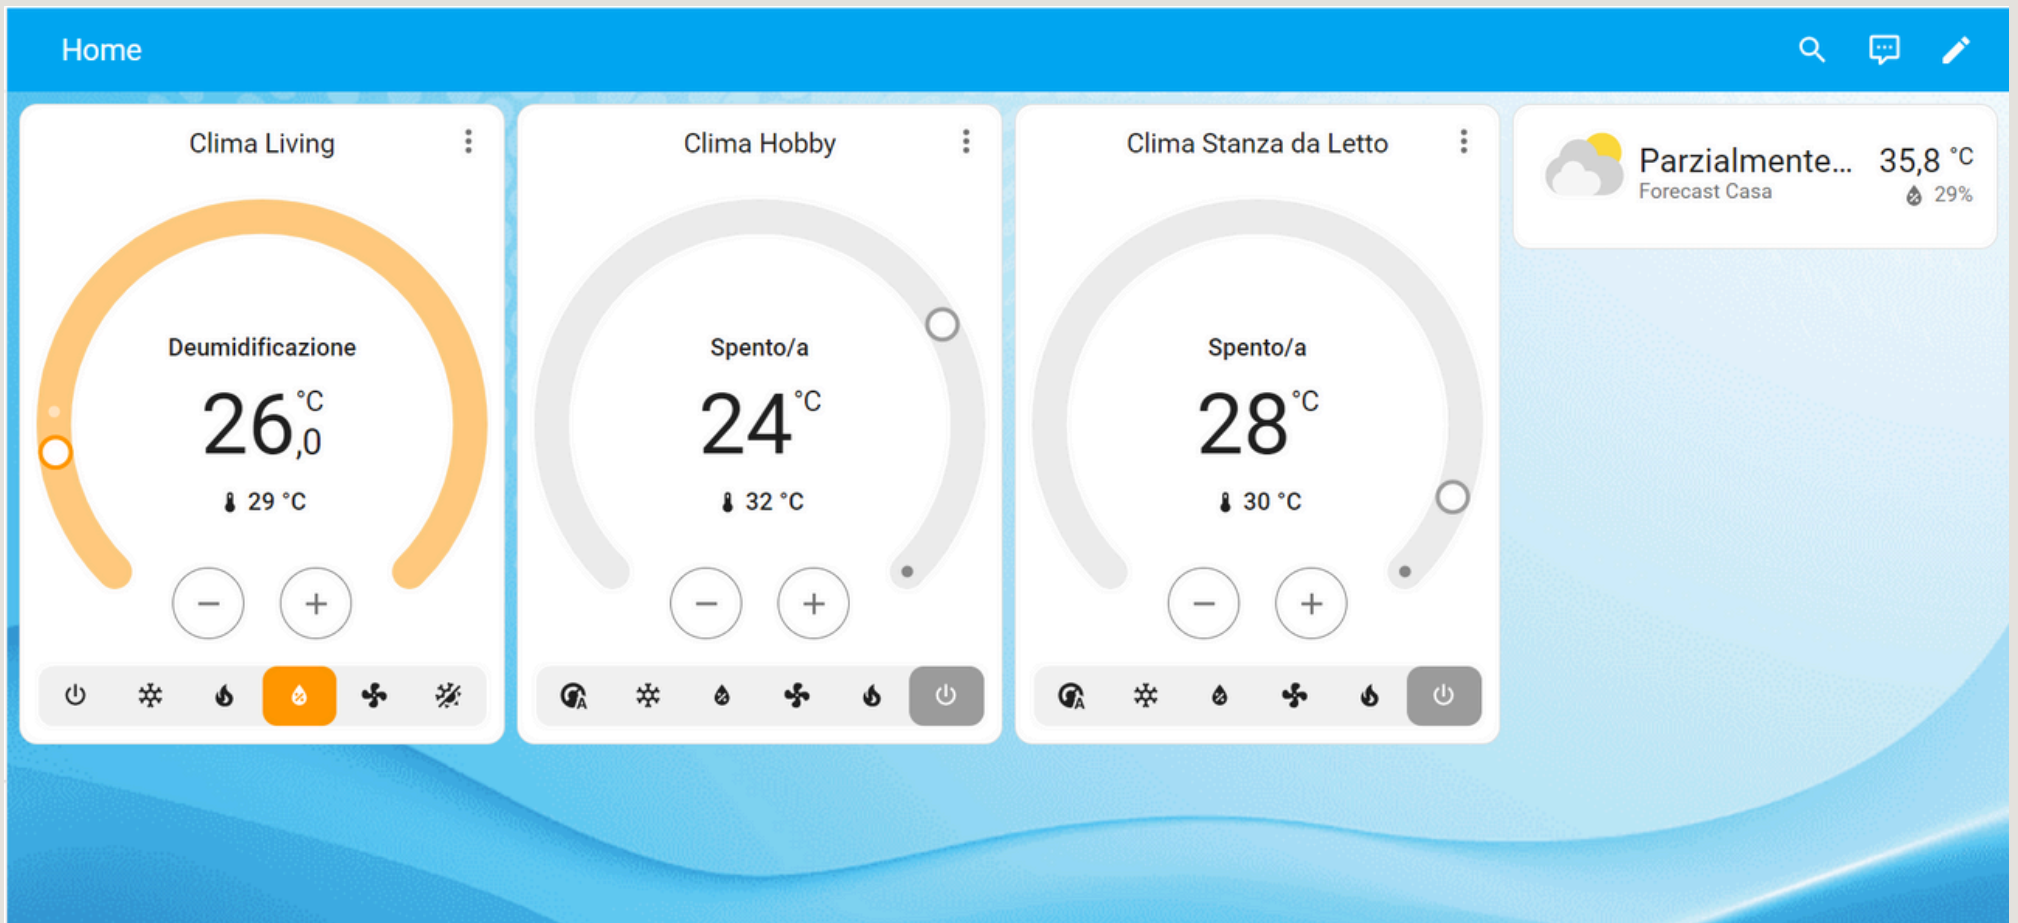 Home
Clima Living
Deumidificazione
26,0 °C
29 °C
Clima Hobby
Spento/a
24 °C
32 °C
Clima Stanza da Letto
Spento/a
28 °C
30 °C
Parzialmente... 35,8 °C
Forecast Casa 29%